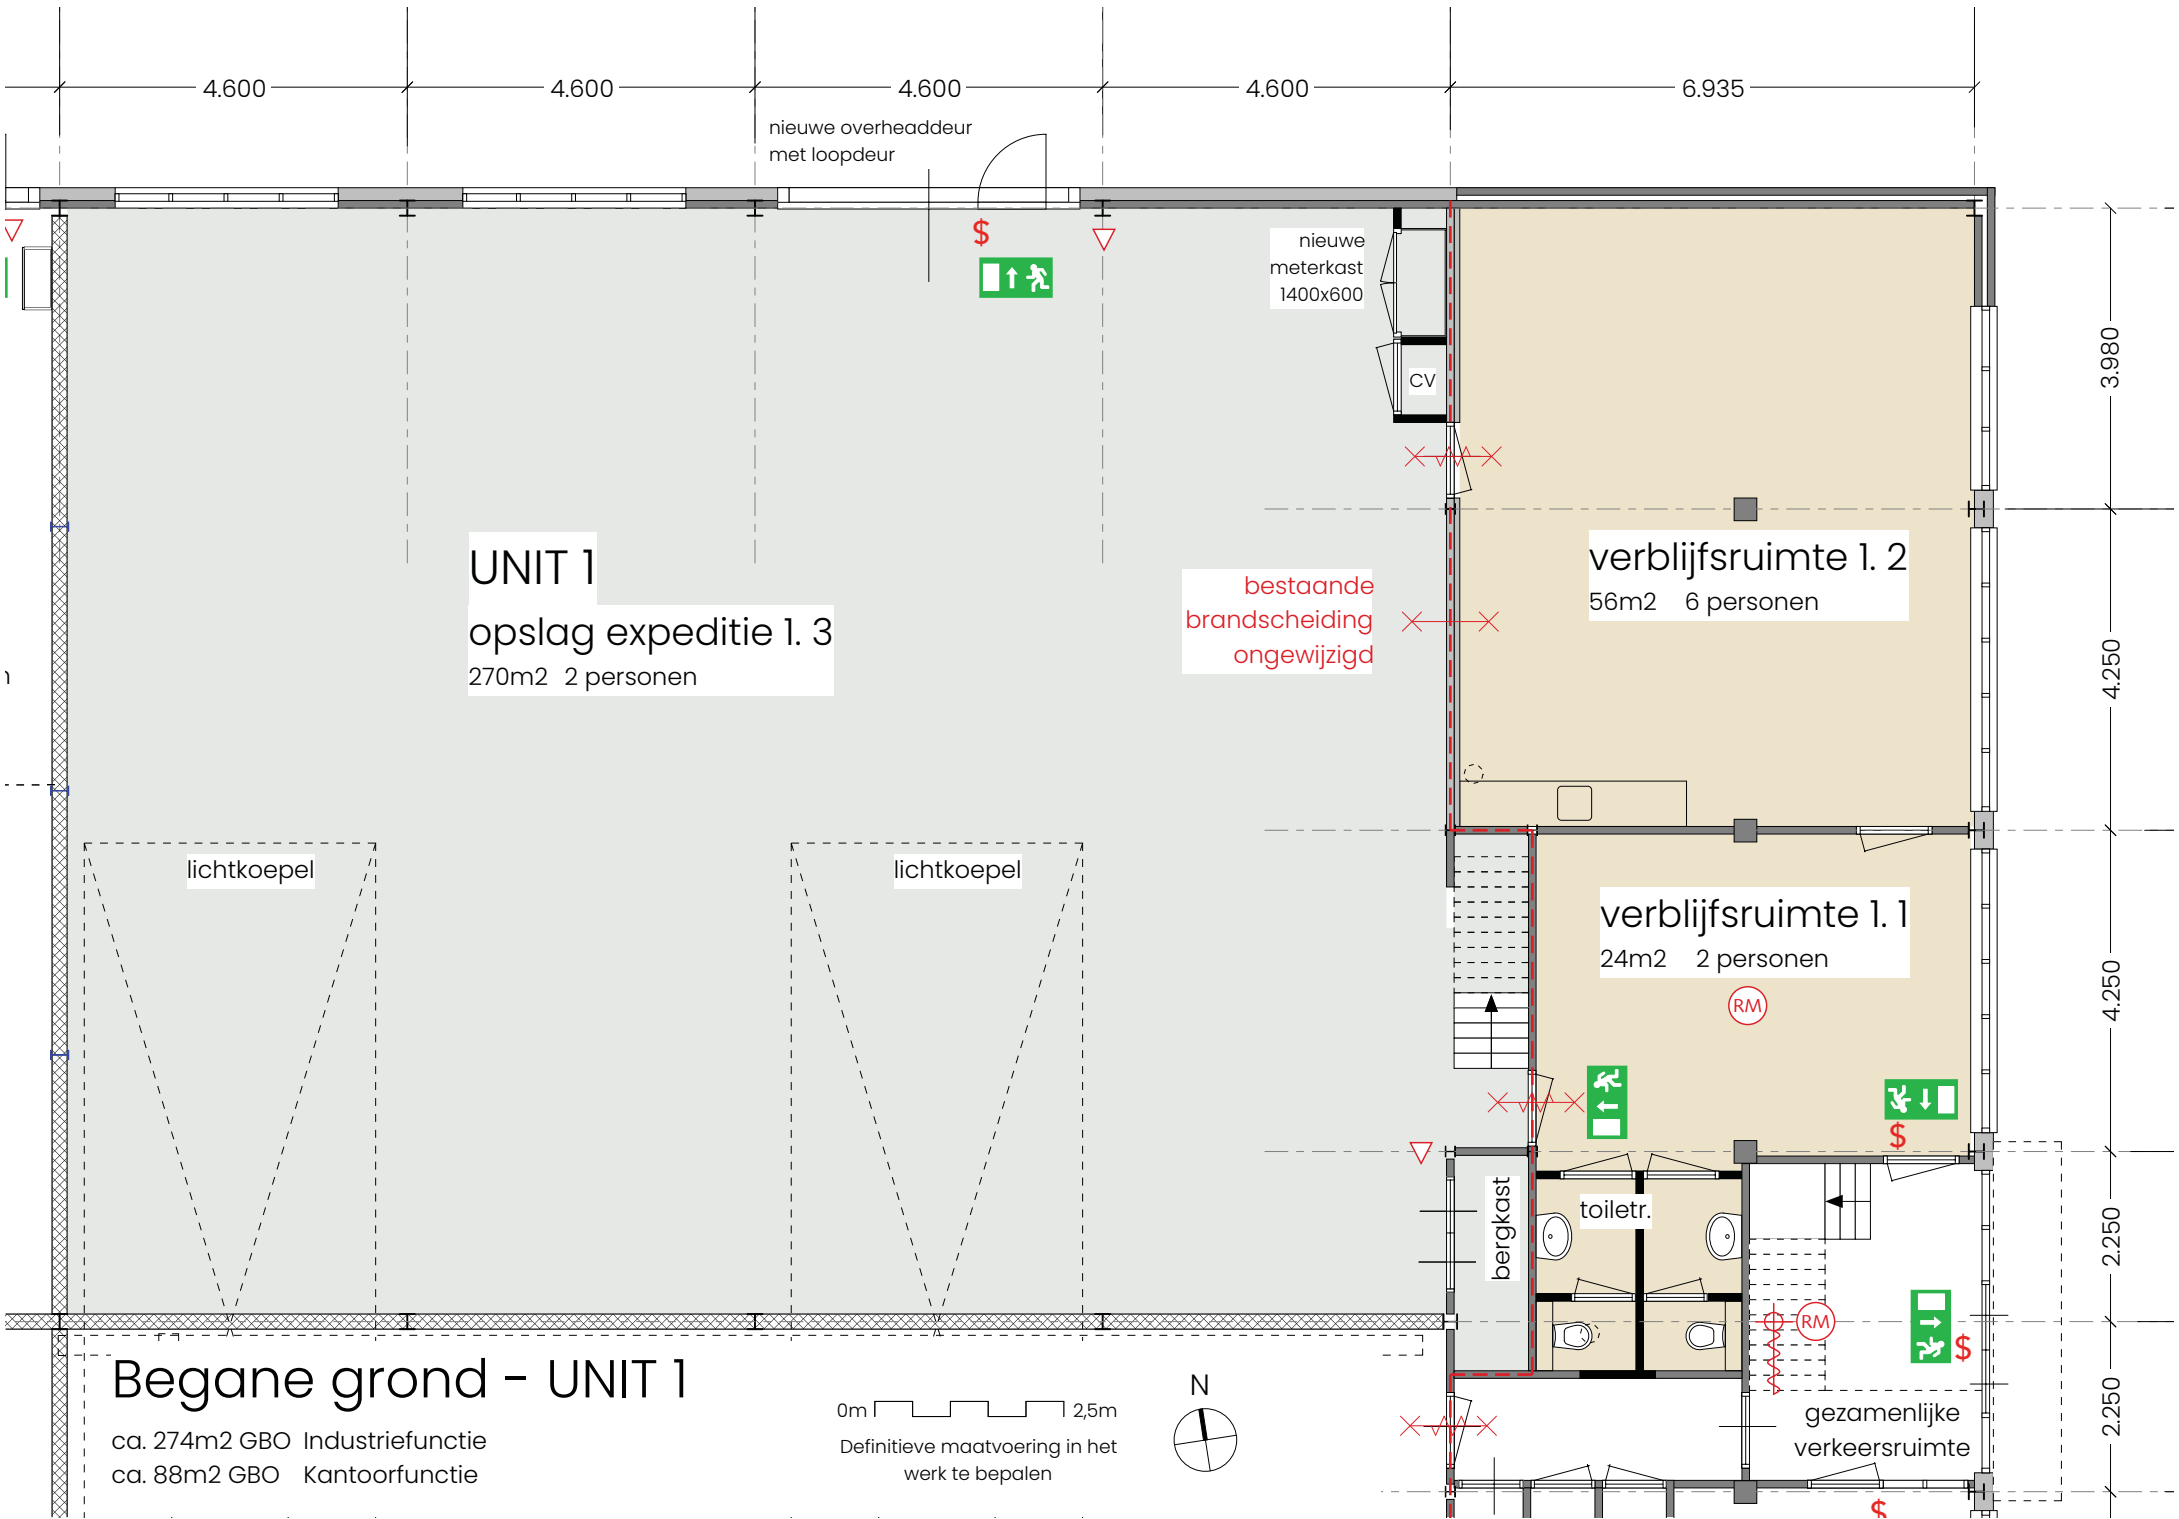 4.600
4.600
4.600
4.600
6.935
nieuwe overheaddeur
met loopdeur
$
nieuwe
meterkast
1400x600
CV
3.980
UNIT 1
opslag expeditie 1. 3
270m2 2 personen
bestaande
brandscheiding
ongewijzigd
verblijfsruimte 1. 2
56m2 6 personen
4.250
lichtkoepel
lichtkoepel
verblijfsruimte 1. 1
24m2 2 personen
RM
4.250
$
bergkast
toiletr.
2.250
RM
$
gezamenlijke
verkeersruimte
2.250
$
Begane grond - UNIT 1
ca. 274m2 GBO Industriefunctie
ca. 88m2 GBO Kantoorfunctie
0m 2,5m
Definitieve maatvoering in het
werk te bepalen
N